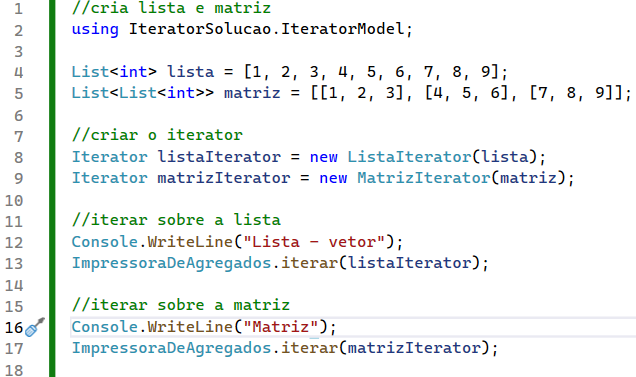 1 //cria lista e matriz
2 using IteratorSolucao.IteratorModel;
3
4 List<int> lista = [1, 2, 3, 4, 5, 6, 7, 8, 9];
5 List<List<int>> matriz = [[1, 2, 3], [4, 5, 6], [7, 8, 9]];
6
7 //criar o iterator
8 Iterator listaIterator = new ListaIterator(lista);
9 Iterator matrizIterator = new MatrizIterator(matriz);
10
11 //iterar sobre a lista
12 Console.WriteLine("Lista - vetor");
13 ImpressoraDeAgregados.iterar(listaIterator);
14
15 //iterar sobre a matriz
16 Console.WriteLine("Matriz");
17 ImpressoraDeAgregados.iterar(matrizIterator);
18